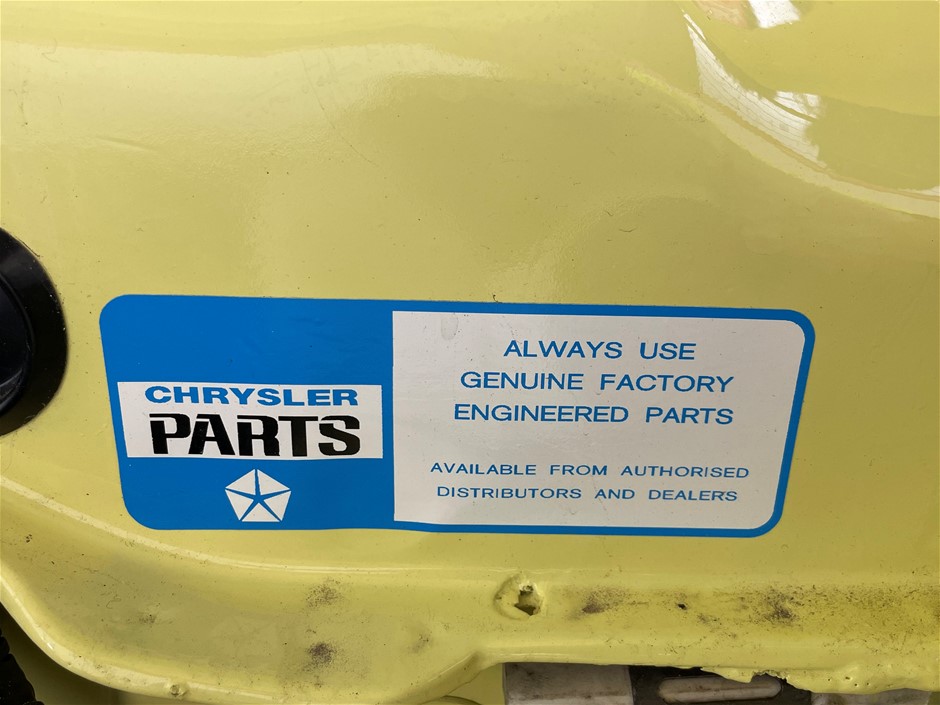 CHRYSLER
PARTS
ALWAYS USE
GENUINE FACTORY
ENGINEERED PARTS
AVAILABLE FROM AUTHORISED
DISTRIBUTORS AND DEALERS